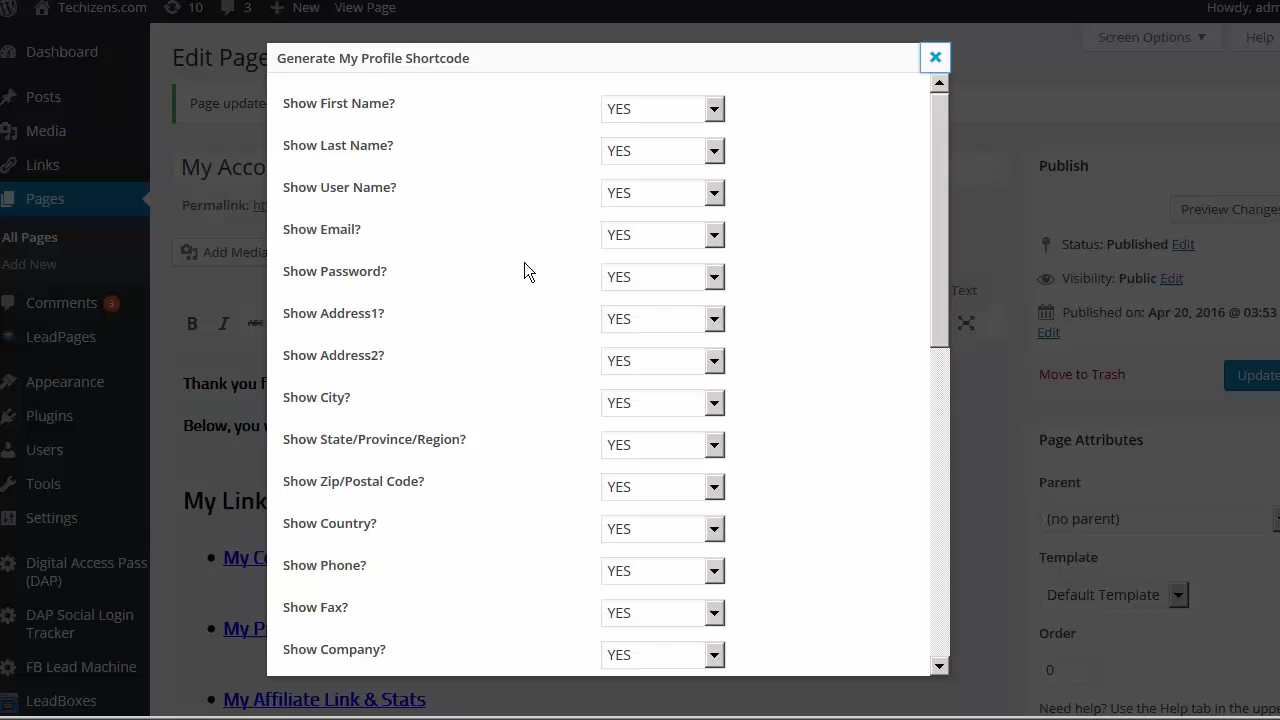 Techizens.com 10 3 New View Page Howdy, adm
Dashboard
Posts
Media
Links
Pages
All Pages
Add New
Comments 3
LeadPages
Appearance
Plugins
Users
Tools
Settings
Digital Access Pass
(DAP)
DAP Social Login
Tracker
FB Lead Machine
LeadBoxes
Edit Pag
Screen Options Help
Page update
My Acco
Permalink: ht
Add Media
B I ABC
Text
Thank you f
Below, you w
My Link
My Co
My P
My Affiliate Link & Stats
Generate My Profile Shortcode
Show First Name? YES
Show Last Name? YES
Show User Name? YES
Show Email? YES
Show Password? YES
Show Address1? YES
Show Address2? YES
Show City? YES
Show State/Province/Region? YES
Show Zip/Postal Code? YES
Show Country? YES
Show Phone? YES
Show Fax? YES
Show Company? YES
Publish
Preview Changes
Status: Published Edit
Visibility: Public Edit
Published on: Apr 20, 2016 @ 03:53
Edit
Move to Trash Update
Page Attributes
Parent
(no parent)
Template
Default Template
Order
0
Need help? Use the Help tab in the uppe